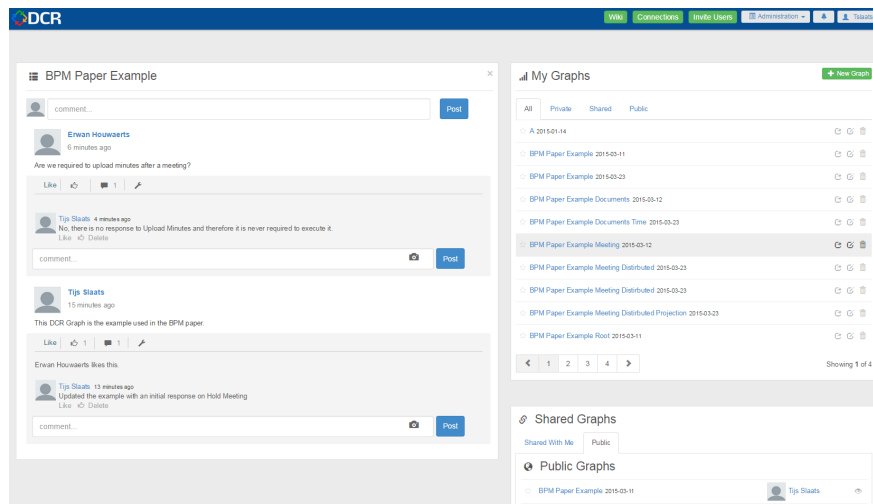 DCR
Wiki
Connections
Invite Users
Administration
Tslaats
BPM Paper Example
×
comment...
Post
Erwan Houwaerts
6 minutes ago
Are we required to upload minutes after a meeting?
Like
1
Tijs Slaats 4 minutes ago
No, there is no response to Upload Minutes and therefore it is never required to execute it.
Like Delete
comment...
Post
Tijs Slaats
15 minutes ago
This DCR Graph is the example used in the BPM paper.
Like 1 1
Erwan Houwaerts likes this.
Tijs Slaats 13 minutes ago
Updated the example with an initial response on Hold Meeting
Like Delete
comment...
Post
My Graphs
New Graph
All Private Shared Public
A 2015-01-14
BPM Paper Example 2015-03-11
BPM Paper Example 2015-03-23
BPM Paper Example Documents 2015-03-12
BPM Paper Example Documents Time 2015-03-23
BPM Paper Example Meeting 2015-03-12
BPM Paper Example Meeting Distirbuted 2015-03-23
BPM Paper Example Meeting Distirbuted 2015-03-23
BPM Paper Example Meeting Distirbuted Projection 2015-03-23
BPM Paper Example Root 2015-03-11
1 2 3 4
Showing 1 of 4
Shared Graphs
Shared With Me Public
Public Graphs
BPM Paper Example 2015-03-11
Tijs Slaats